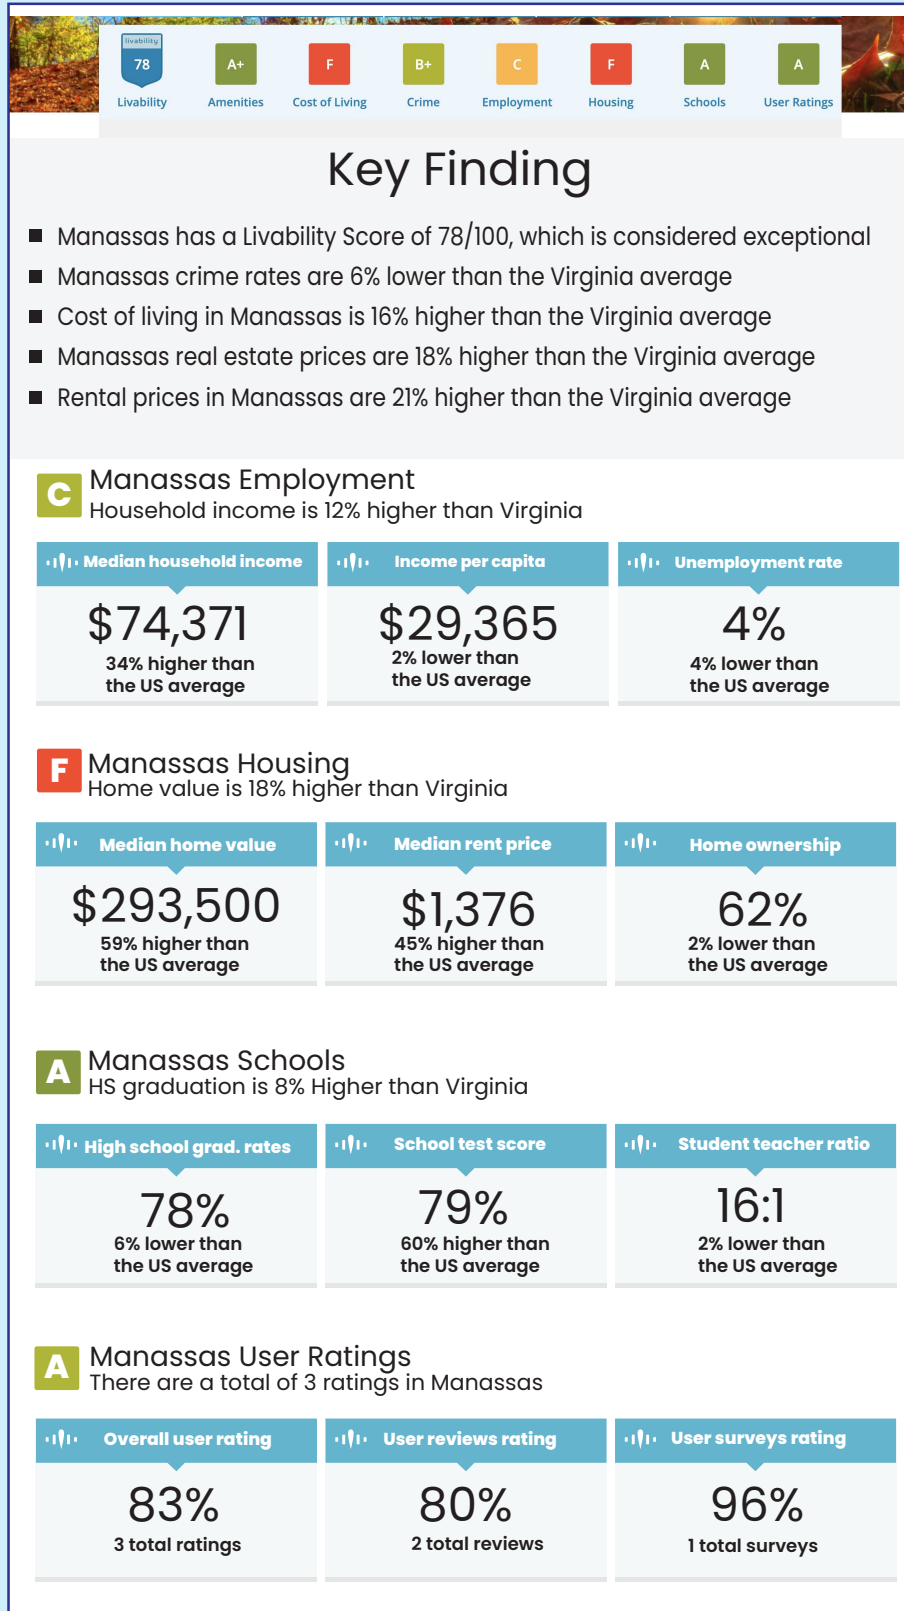 livability
78
A+
F
B+
C
F
A
A
Livability
Amenities
Cost of Living
Crime
Employment
Housing
Schools
User Ratings
Key Finding
Manassas has a Livability Score of 78/100, which is considered exceptional
Manassas crime rates are 6% lower than the Virginia average
Cost of living in Manassas is 16% higher than the Virginia average
Manassas real estate prices are 18% higher than the Virginia average
Rental prices in Manassas are 21% higher than the Virginia average
C
Manassas Employment
Household income is 12% higher than Virginia
Median household income
$74,371
34% higher than
the US average
Income per capita
$29,365
2% lower than
the US average
Unemployment rate
4%
4% lower than
the US average
F
Manassas Housing
Home value is 18% higher than Virginia
Median home value
$293,500
59% higher than
the US average
Median rent price
$1,376
45% higher than
the US average
Home ownership
62%
2% lower than
the US average
A
Manassas Schools
HS graduation is 8% Higher than Virginia
High school grad. rates
78%
6% lower than
the US average
School test score
79%
60% higher than
the US average
Student teacher ratio
16:1
2% lower than
the US average
A
Manassas User Ratings
There are a total of 3 ratings in Manassas
Overall user rating
83%
3 total ratings
User reviews rating
80%
2 total reviews
User surveys rating
96%
1 total surveys